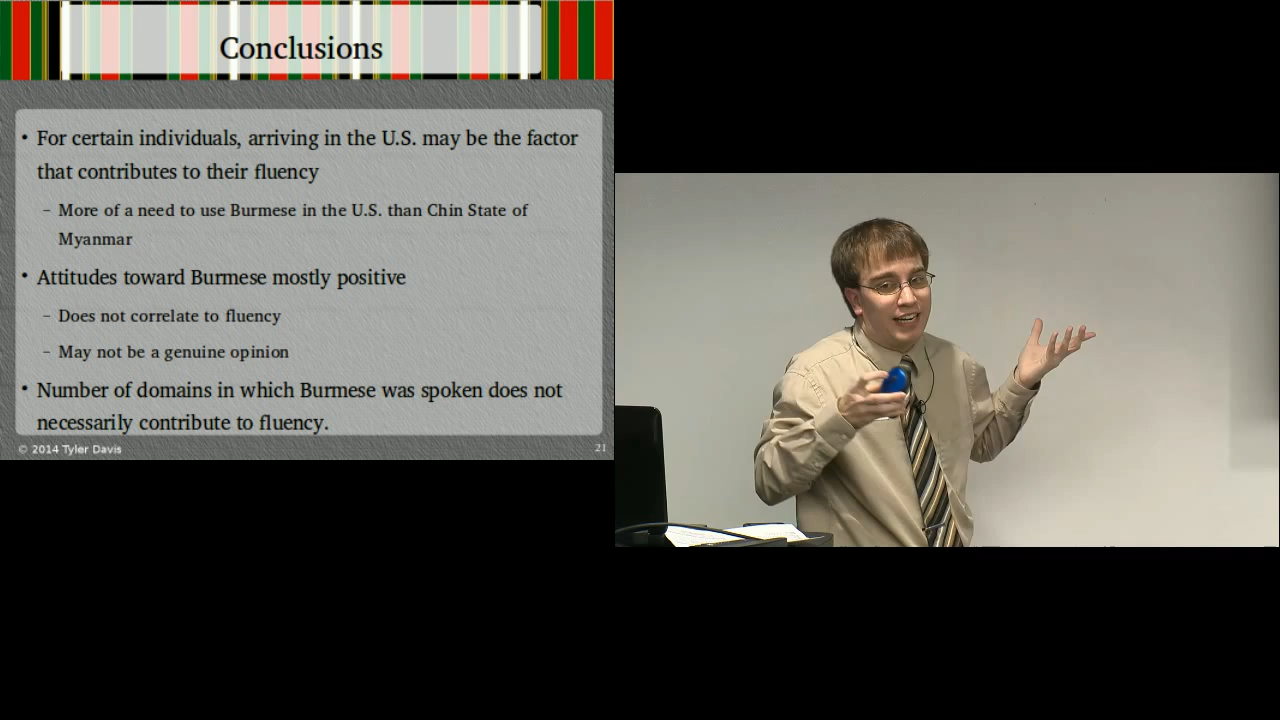 Conclusions
• For certain individuals, arriving in the U.S. may be the factor
that contributes to their fluency
– More of a need to use Burmese in the U.S. than Chin State of
Myanmar
• Attitudes toward Burmese mostly positive
– Does not correlate to fluency
– May not be a genuine opinion
• Number of domains in which Burmese was spoken does not
necessarily contribute to fluency.
© 2014 Tyler Davis
21